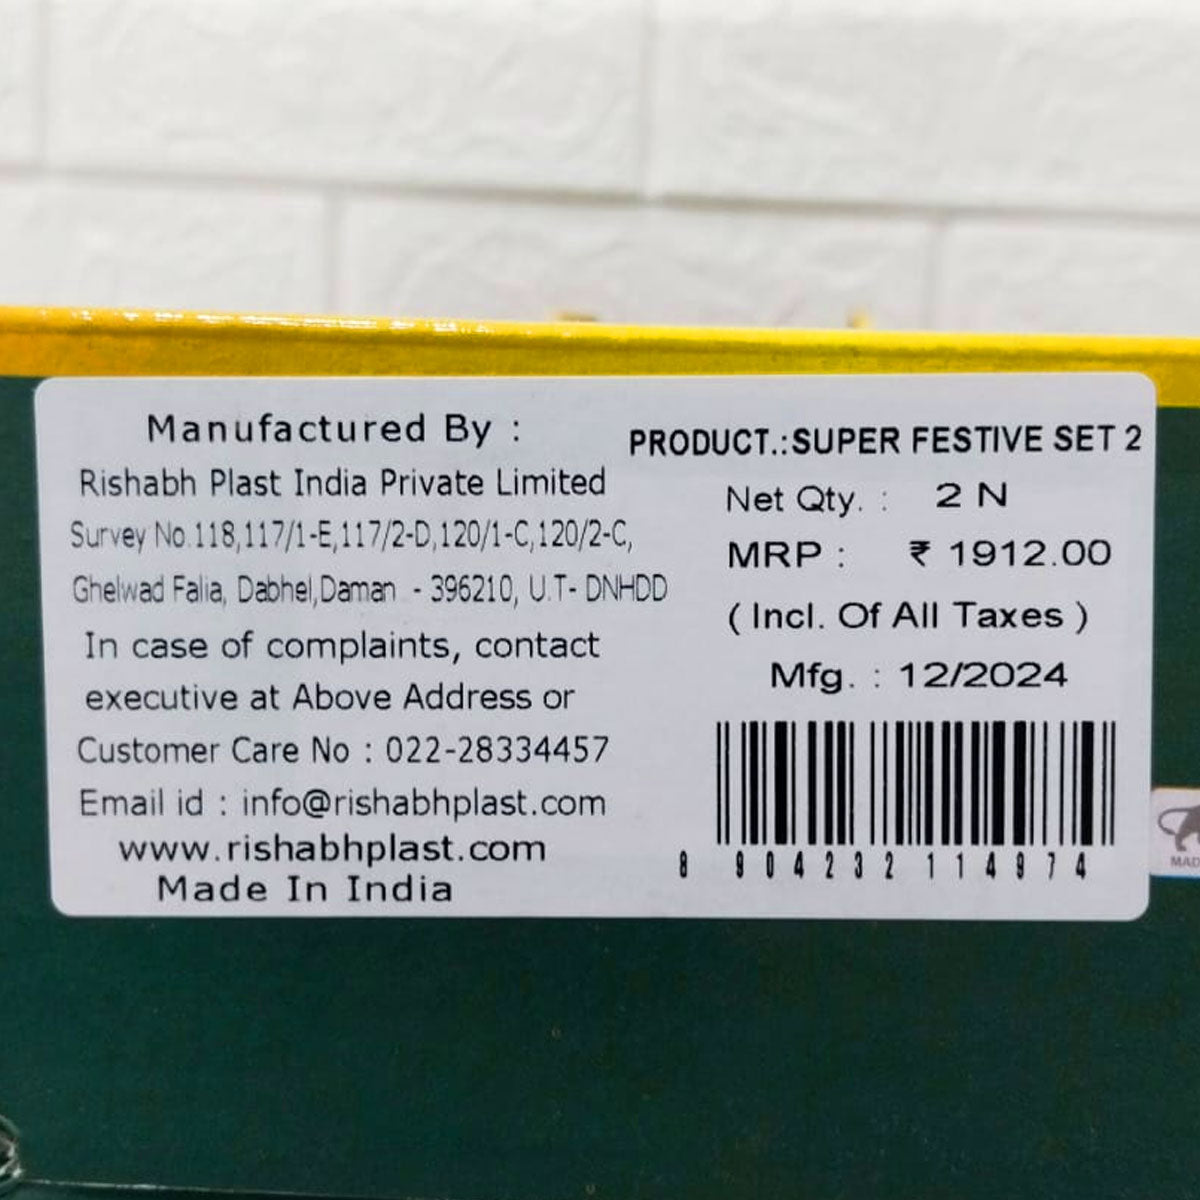 Manufactured By :
Rishabh Plast India Private Limited
Survey No.118,117/1-E,117/2-D,120/1-C,120/2-C,
Ghelwad Falia, Dabhel,Daman - 396210, U.T- DNHDD
In case of complaints, contact
executive at Above Address or
Customer Care No : 022-28334457
Email id : info@rishabhplast.com
www.rishabhplast.com
Made In India
PRODUCT.:SUPER FESTIVE SET 2
Net Qty. : 2 N
MRP : ₹ 1912.00
( Incl. Of All Taxes )
Mfg. : 12/2024
8 904232 114974
MAD